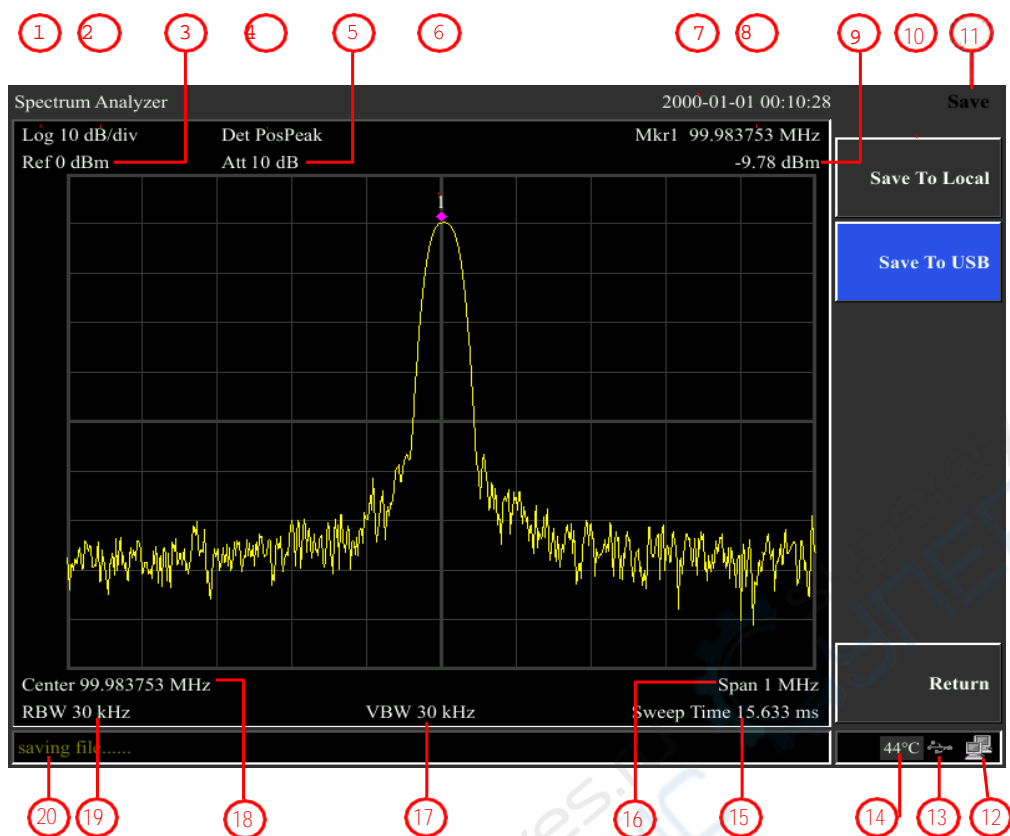 1 2 3 4 5 6 7 8 9 10 11
Spectrum Analyzer 2000-01-01 00:10:28 Save
Log 10 dB/div Det PosPeak Mkr1 99.983753 MHz
Ref 0 dBm Att 10 dB -9.78 dBm
Save To Local
1
Save To USB
Center 99.983753 MHz Span 1 MHz Return
RBW 30 kHz VBW 30 kHz Sweep Time 15.633 ms
saving file...... 44°C
20 19 18 17 16 15 14 13 12